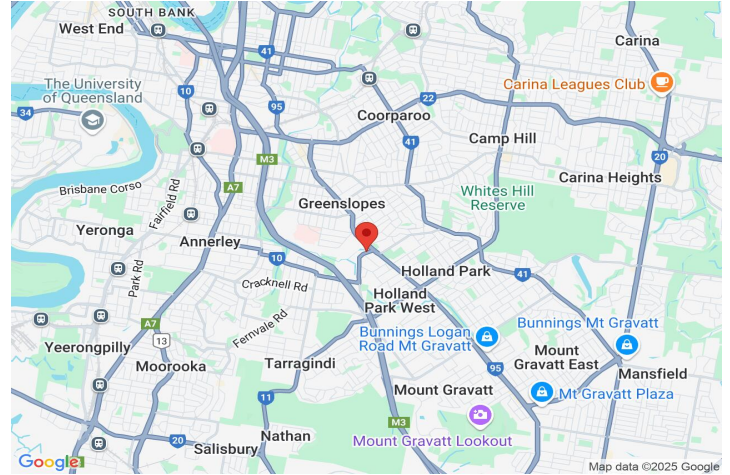 SOUTH BANK
West End
41
Carina
The University
of Queensland
Carina Leagues Club
10
95
22
34
Coorparoo
Camp Hill
41
M3
20
A7
Carina Heights
Brisbane Corso
Fairfield Rd
Whites Hill
Reserve
Greenslopes
Yeronga
Annerley
10
Park Rd
Cracknell Rd
Holland Park
41
Holland
Park West
A7
13
Fernvale Rd
Bunnings Logan
Road Mt Gravatt
Bunnings Mt Gravatt
Yeerongpilly
Moorooka
Tarragindi
95
Mount
Gravatt East
Mansfield
11
Mount Gravatt
Mt Gravatt Plaza
M3
20
Salisbury
Nathan
Mount Gravatt Lookout
Google
Map data ©2025 Google